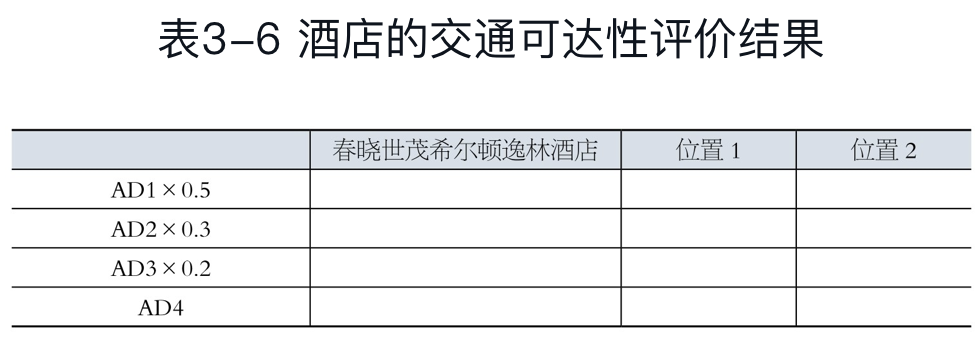 表3-6 酒店的交通可达性评价结果
春晓世茂希尔顿逸林酒店 位置 1 位置 2
AD1×0.5
AD2×0.3
AD3×0.2
AD4